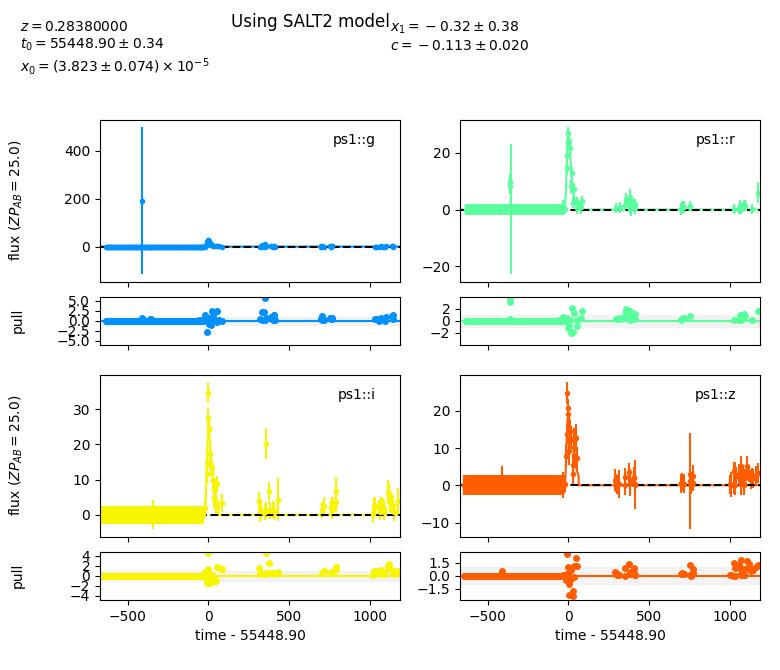 Using SALT2 model
z = 0.28380000
t0 = 55448.90 ± 0.34
x0 = (3.823 ± 0.074) × 10^−5
x1 = −0.32 ± 0.38
c = −0.113 ± 0.020
flux (ZP_AB = 25.0)
400
200
0
ps1::g
20
0
−20
ps1::r
pull
5.0
2.5
0.0
−2.5
−5.0
2
0
−2
flux (ZP_AB = 25.0)
30
20
10
0
ps1::i
20
10
0
−10
ps1::z
pull
4
2
0
−2
−4
1.5
0.0
−1.5
−500 0 500 1000
−500 0 500 1000
time - 55448.90
time - 55448.90